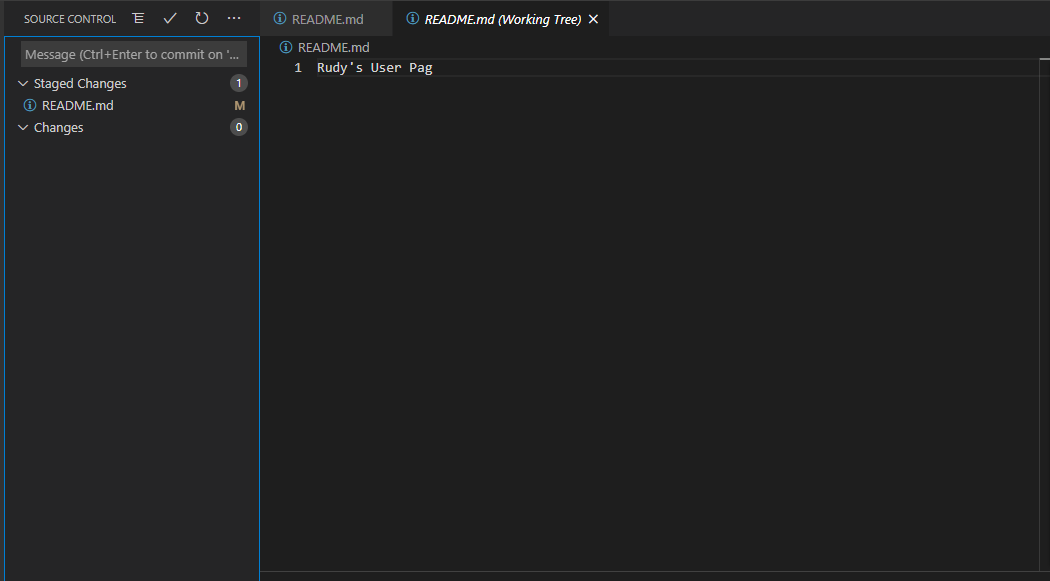 SOURCE CONTROL
README.md
README.md (Working Tree)
Message (Ctrl+Enter to commit on '...
README.md
Staged Changes 1
1 Rudy's User Pag
README.md M
Changes 0